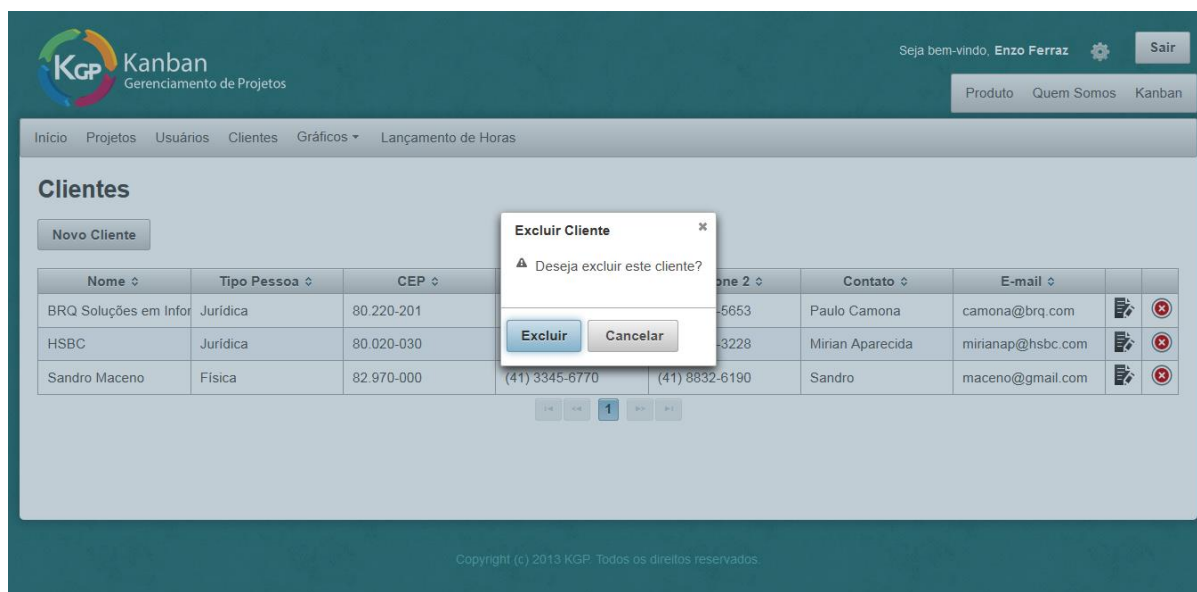 KGP Kanban
Gerenciamento de Projetos
Seja bem-vindo, Enzo Ferraz
Sair
Produto Quem Somos Kanban
Início Projetos Usuários Clientes Gráficos Lançamento de Horas
Clientes
Novo Cliente
Excluir Cliente
Deseja excluir este cliente?
Excluir Cancelar
Nome Tipo Pessoa CEP 2 Contato E-mail
BRQ Soluções em Infor Jurídica 80.220-201 -5653 Paulo Camona camona@brq.com
HSBC Jurídica 80.020-030 -3228 Mirian Aparecida mirianap@hsbc.com
Sandro Maceno Física 82.970-000 (41) 3345-6770 (41) 8832-6190 Sandro maceno@gmail.com
1
Copyright (c) 2013 KGP. Todos os direitos reservados.